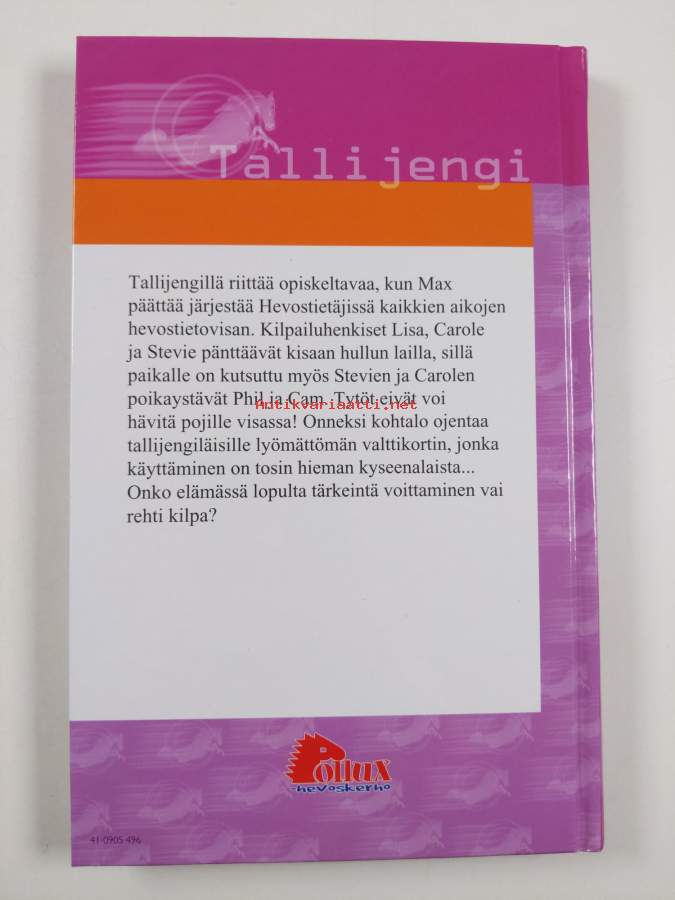 Tallijengi
Tallijengillä riittää opiskeltavaa, kun Max
päättää järjestää Hevostietäjissä kaikkien aikojen
hevostietovisan. Kilpailuhenkiset Lisa, Carole
ja Stevie pänttäävät kisaan hullun lailla, sillä
paikalle on kutsuttu myös Stevien ja Carolen
poikaystävät Phil ja Cam. Tytöt eivät voi
Antikvariaatti.net
hävitä pojille visassa! Onneksi kohtalo ojentaa
tallijengiläisille lyömättömän valttikortin, jonka
käyttäminen on tosin hieman kyseenalaista...
Onko elämässä lopulta tärkeintä voittaminen vai
rehti kilpa?
Pollux
hevoskerho
41-0905-496